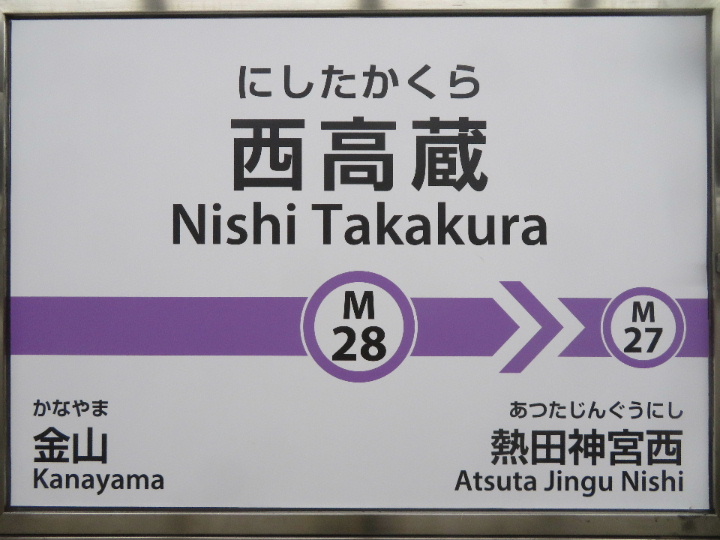 にしたかくら
西高蔵
Nishi Takakura
M
28
M
27
かなやま
金山
Kanayama
あつたじんぐうにし
熱田神宮西
Atsuta Jingu Nishi